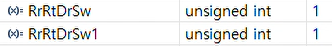 (x)= RrRtDrSw unsigned int 1
(x)= RrRtDrSw1 unsigned int 1